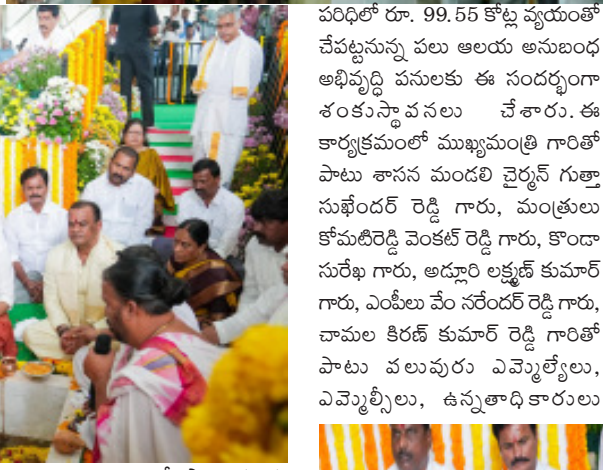 పరిధిలో రూ. 99.55 కోట్ల వ్యయంతో
చేపట్టనున్న పలు ఆలయ అనుబంధ
అభివృద్ధి పనులకు ఈ సందర్భంగా
శంకుస్థాపనలు చేశారు. ఈ
కార్యక్రమంలో ముఖ్యమంత్రి గారితో
పాటు శాసన మండలి చైర్మన్ గుత్తా
సుఖేందర్ రెడ్డి గారు, మంత్రులు
కోమటిరెడ్డి వెంకట్ రెడ్డి గారు, కొండా
సురేఖ గారు, అడ్లూరి లక్ష్మణ్ కుమార్
గారు, ఎంపీలు వేం నరేందర్ రెడ్డి గారు,
చామల కిరణ్ కుమార్ రెడ్డి గారితో
పాటు వలువురు ఎమ్మెల్యేలు,
ఎమ్మెల్సీలు, ఉన్నతాధికారులు